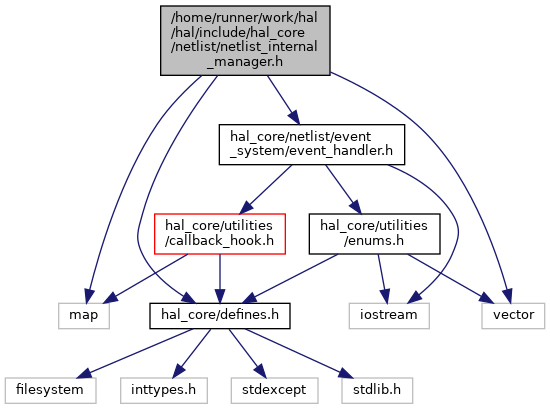 /home/runner/work/hal
/hal/include/hal_core
/netlist/netlist_internal
_manager.h
hal_core/netlist/event
_system/event_handler.h
hal_core/utilities
/callback_hook.h
hal_core/utilities
/enums.h
map
hal_core/defines.h
iostream
vector
filesystem
inttypes.h
stdexcept
stdlib.h